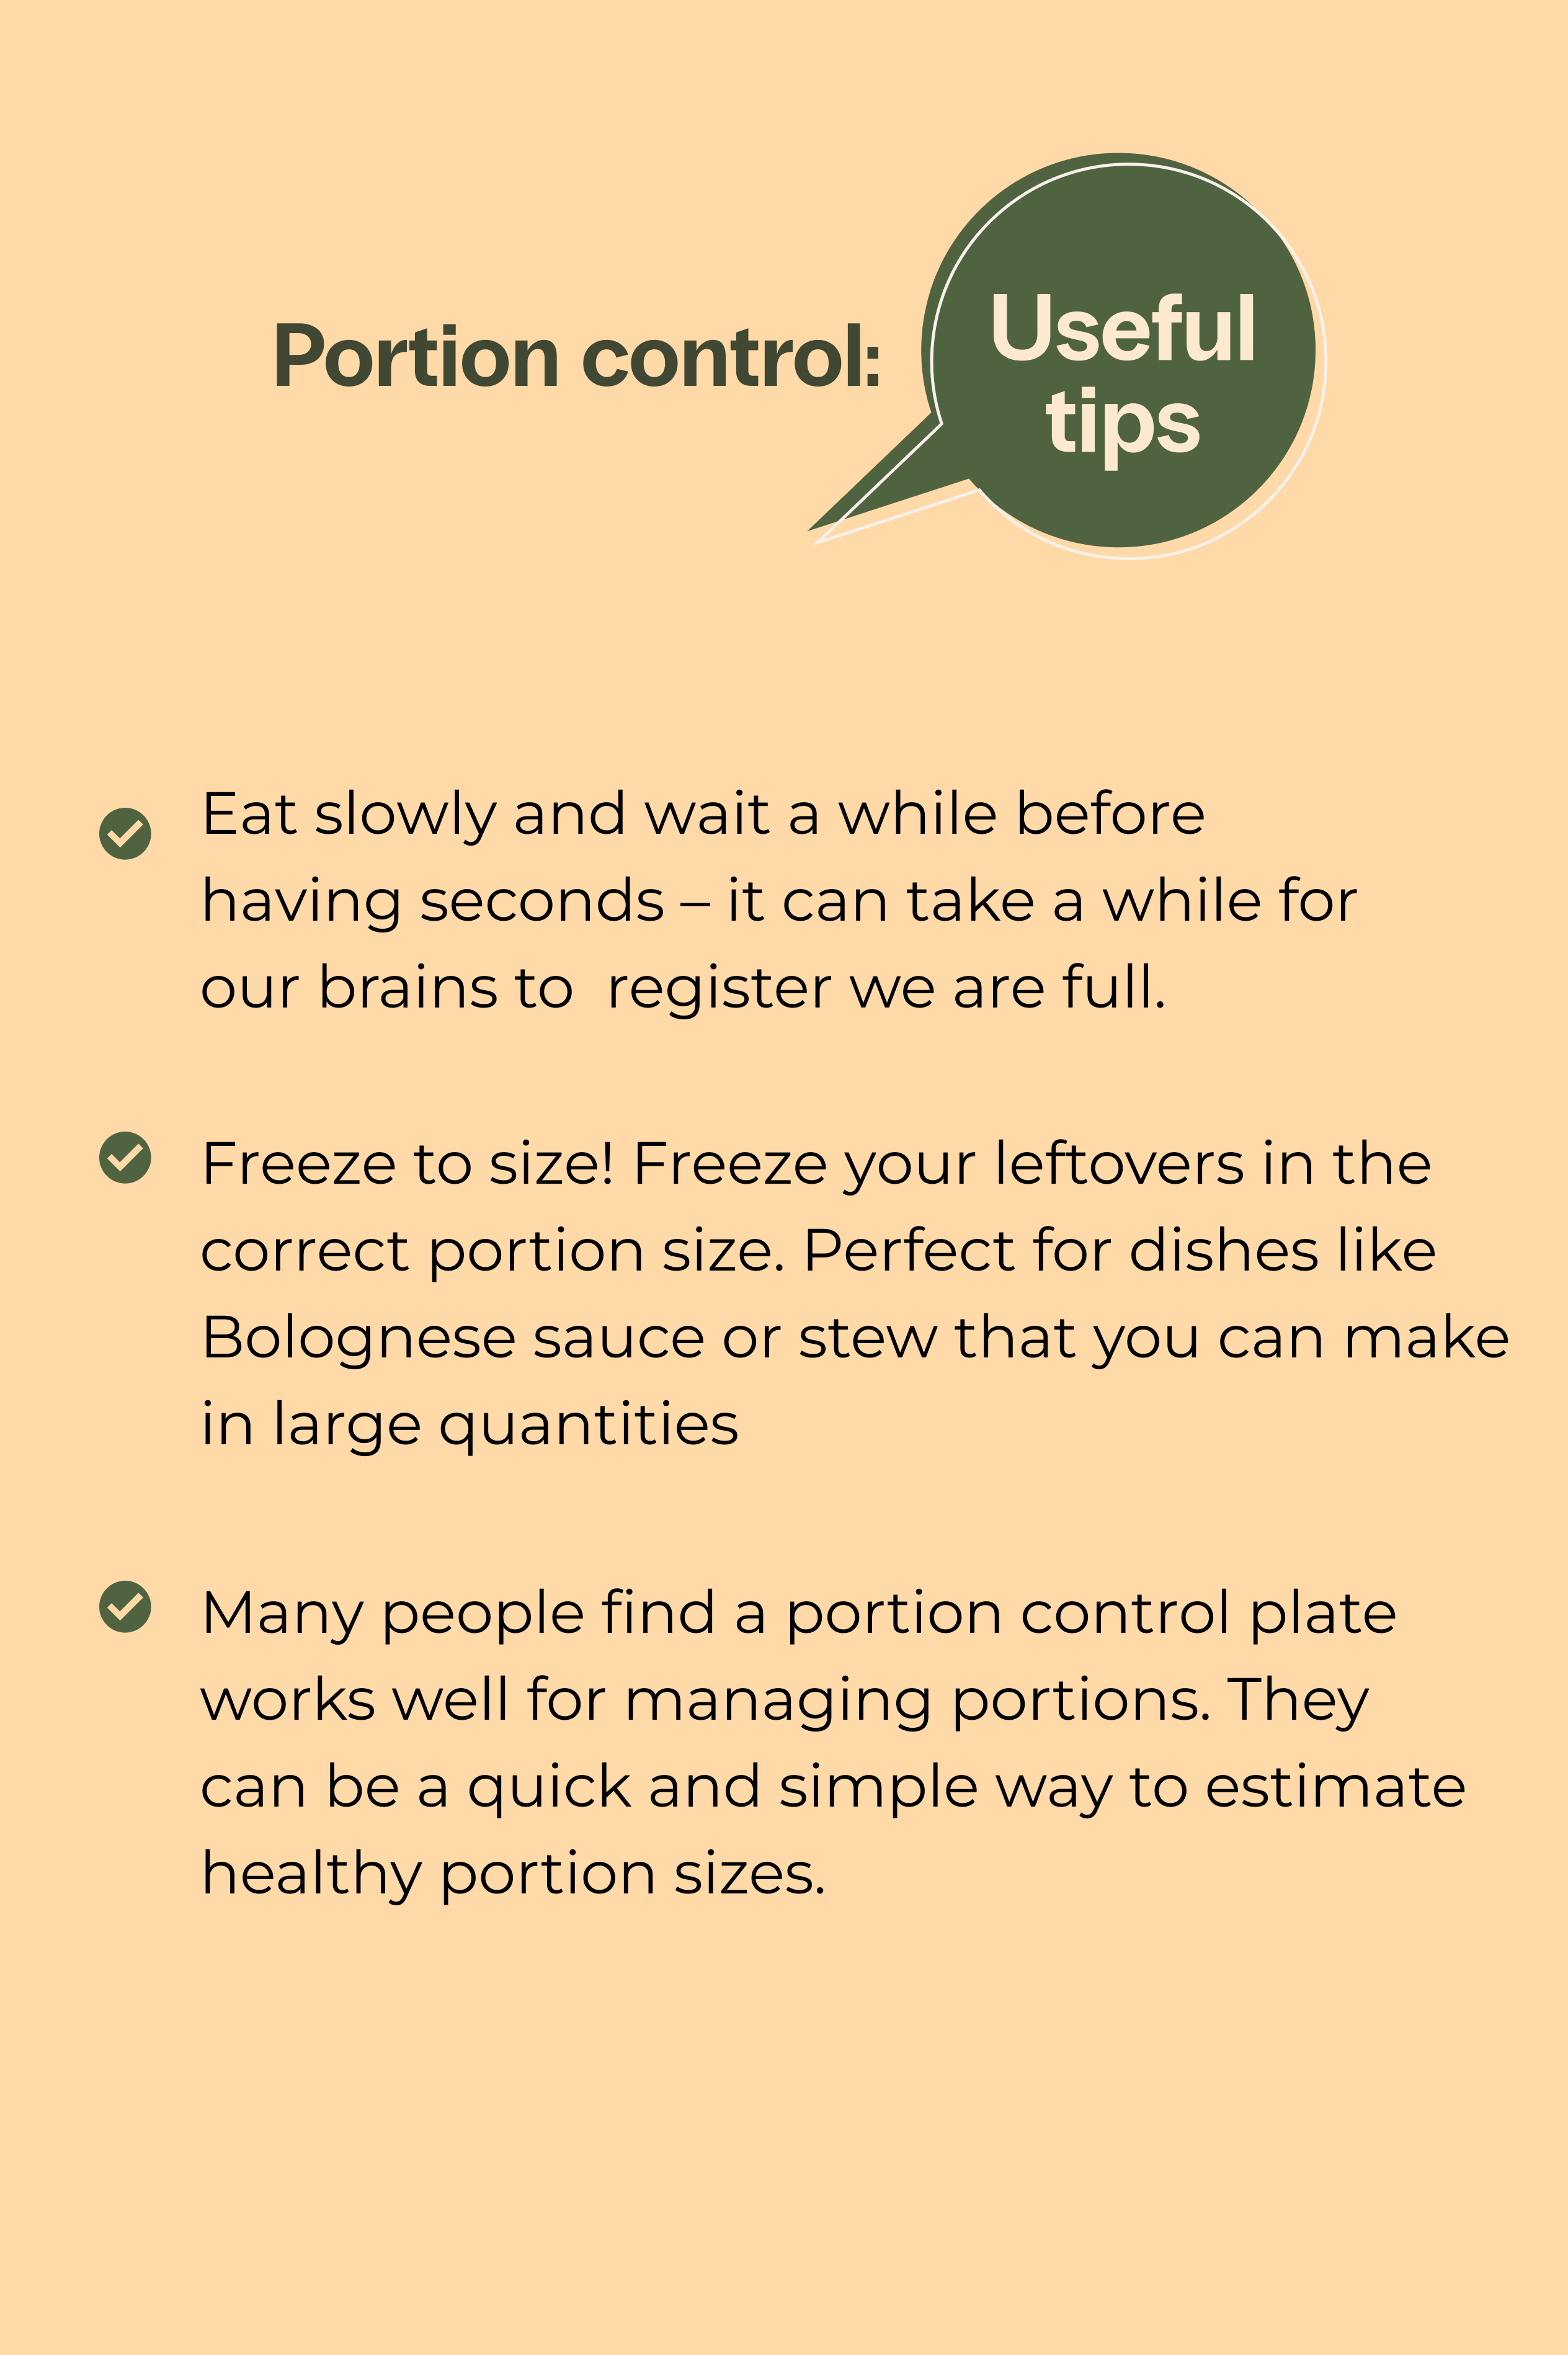 Portion control:
Useful
tips
Eat slowly and wait a while before
having seconds – it can take a while for
our brains to  register we are full.
Freeze to size! Freeze your leftovers in the
correct portion size. Perfect for dishes like
Bolognese sauce or stew that you can make
in large quantities
Many people find a portion control plate
works well for managing portions. They
can be a quick and simple way to estimate
healthy portion sizes.